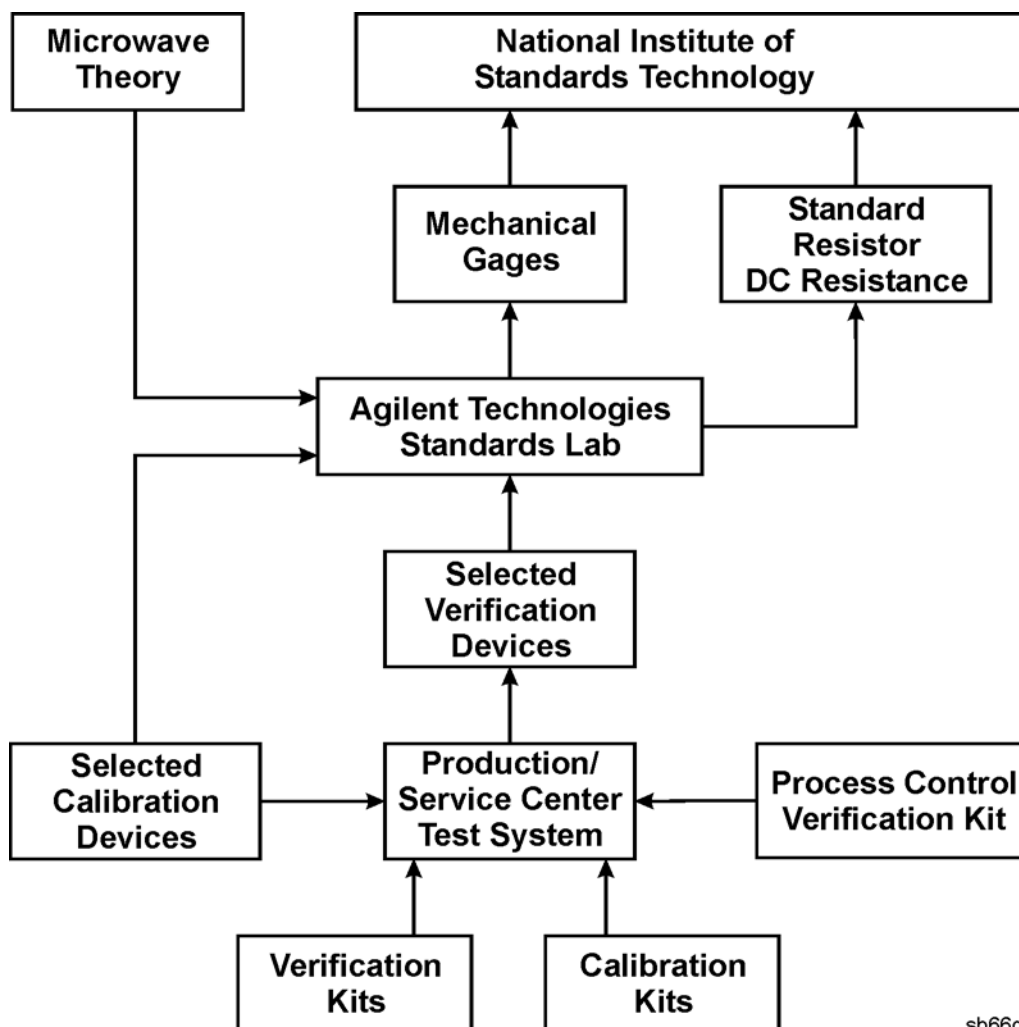 Microwave
Theory
National Institute of
Standards Technology
Mechanical
Gages
Standard
Resistor
DC Resistance
Agilent Technologies
Standards Lab
Selected
Verification
Devices
Selected
Calibration
Devices
Production/
Service Center
Test System
Process Control
Verification Kit
Verification
Kits
Calibration
Kits